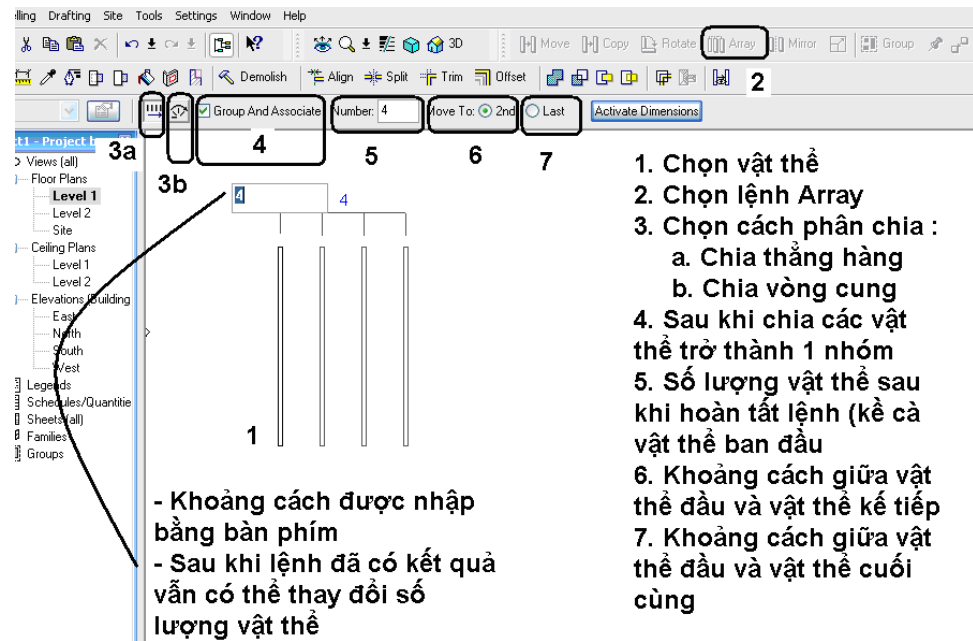 elling Drafting Site Tools Settings Window Help
3D Move Copy Rotate Array Mirror Group
Demolish Align Split Trim Offset
2
Group And Associate Number: 4 Move To: 2nd Last Activate Dimensions
3a
3b
4
5
6
7
ct1 - Project b
Views (all)
Floor Plans
Level 1
Level 2
Site
Ceiling Plans
Level 1
Level 2
Elevations (Building
East
North
South
West
Legends
Schedules/Quantitie
Sheets (all)
Families
Groups
4
4
1
- Khoảng cách được nhập
bằng bàn phím
- Sau khi lệnh đã có kết quả
vẫn có thể thay đổi số
lượng vật thể
1. Chọn vật thể
2. Chọn lệnh Array
3. Chọn cách phân chia :
a. Chia thẳng hàng
b. Chia vòng cung
4. Sau khi chia các vật
thể trở thành 1 nhóm
5. Số lượng vật thể sau
khi hoàn tất lệnh (kề cà
vật thể ban đầu
6. Khoảng cách giữa vật
thể đầu và vật thể kế tiếp
7. Khoảng cách giữa vật
thể đầu và vật thể cuối
cùng